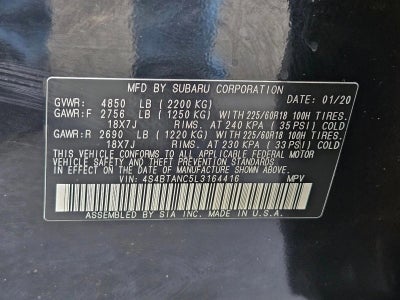 MFD BY SUBARU CORPORATION
GVWR: 4850 LB (2200 KG) DATE: 01/20
GAWR:F 2756 LB (1250 KG) WITH 225/60R18 100H TIRES.
18X7J RIMS. AT 240 KPA (35 PSI) COLD
GAWR:R 2690 LB (1220 KG) WITH 225/60R18 100H TIRES.
18X7J RIMS. AT 230 KPA (33 PSI) COLD
THIS VEHICLE CONFORMS TO ALL APPLICABLE FEDERAL MOTOR
VEHICLE SAFETY AND THEFT PREVENTION STANDARDS
IN EFFECT ON THE DATE OF MANUFACTURE SHOWN ABOVE.
VIN: 4S4BTANC5L3164416 MPV
ASSEMBLED BY SIA INC. MADE IN U.S.A.